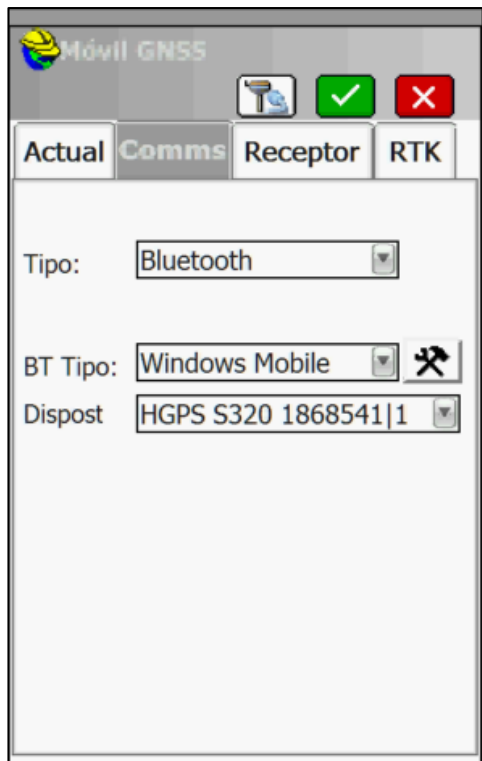 Móvil GNSS
Actual Comms Receptor RTK
Tipo: Bluetooth
BT Tipo: Windows Mobile
Dispost HGPS S320 1868541|1